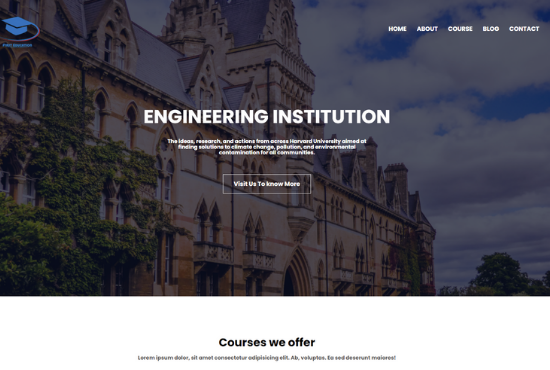 HOME ABOUT COURSE BLOG CONTACT
ENGINEERING INSTITUTION
The ideas, research, and actions from across Harvard University aimed at
finding solutions to climate change, pollution, and environmental
contamination for all communities.
Visit Us To know More
Courses we offer
Lorem ipsum dolor, sit amet consectetur adipisicing elit. Ab, voluptas. Ea sed deserunt maiores!